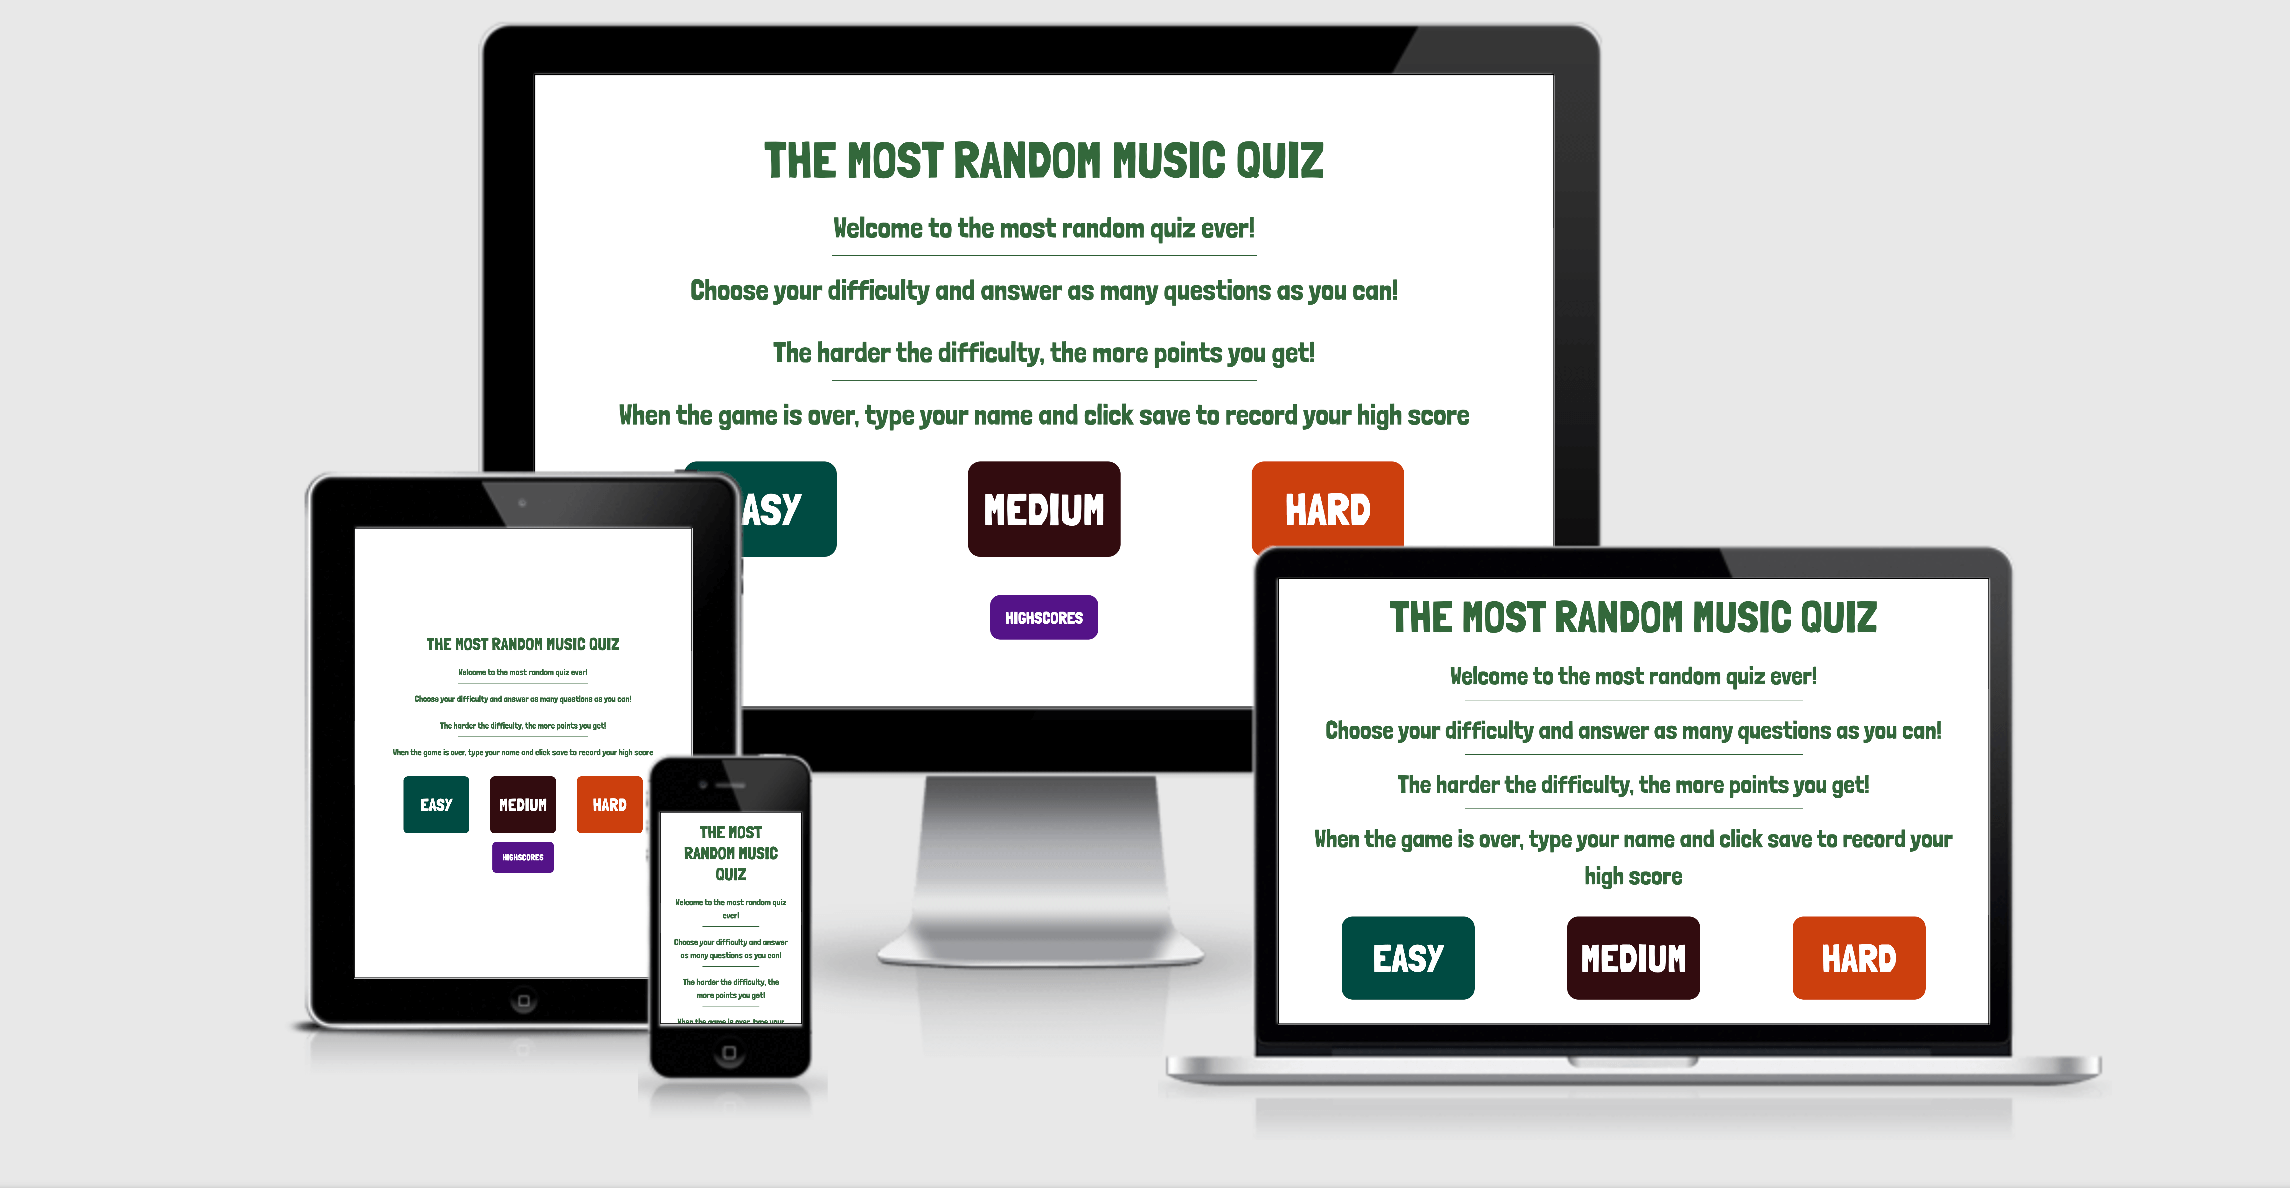 THE MOST RANDOM MUSIC QUIZ
Welcome to the most random quiz ever!
Choose your difficulty and answer as many questions as you can!
The harder the difficulty, the more points you get!
When the game is over, type your name and click save to record your high score
ASY
MEDIUM
HARD
HIGHSCORES
THE MOST RANDOM MUSIC QUIZ
Welcome to the most random quiz ever!
Choose your difficulty and answer as many questions as you can!
The harder the difficulty, the more points you get!
When the game is over, type your name and click save to record your high score
EASY
MEDIUM
HARD
HIGHSCORES
THE MOST
RANDOM MUSIC
QUIZ
Welcome to the most random quiz
ever!
Choose your difficulty and answer
as many questions as you can!
The harder the difficulty, the
more points you get!
When the game is over, type your
THE MOST RANDOM MUSIC QUIZ
Welcome to the most random quiz ever!
Choose your difficulty and answer as many questions as you can!
The harder the difficulty, the more points you get!
When the game is over, type your name and click save to record your
high score
EASY
MEDIUM
HARD